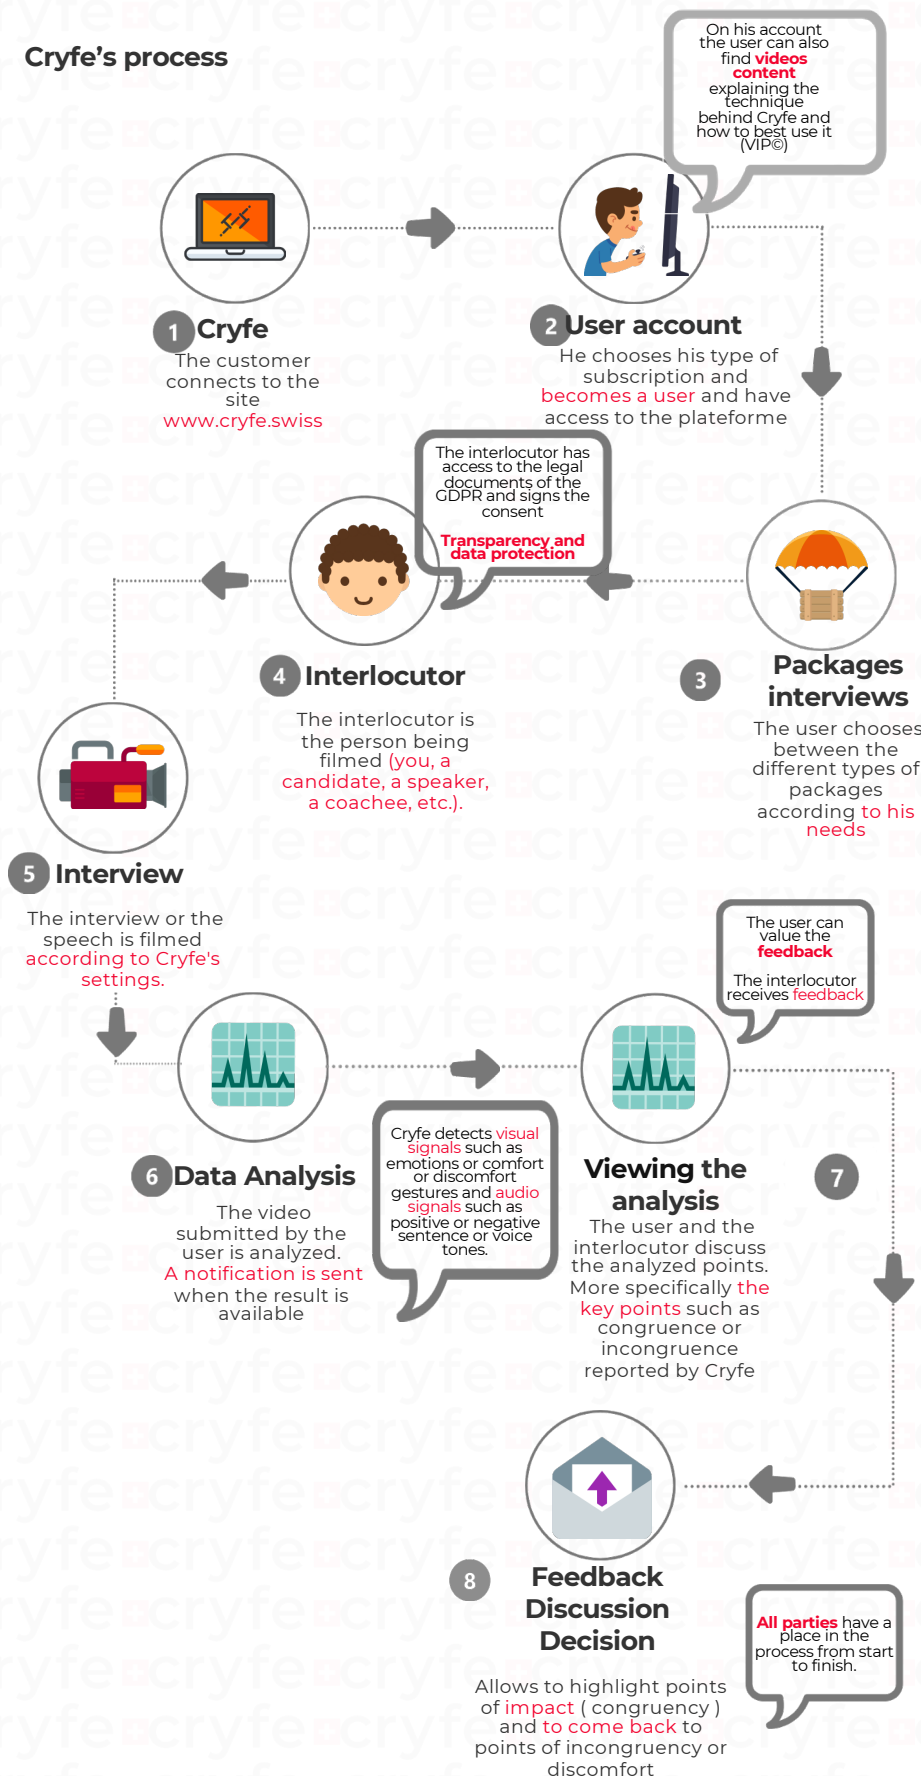 Cryfe's process
On his account
the user can also
find videos
content
explaining the
technique
behind Cryfe and
how to best use it
(VIP©)
1 Cryfe
The customer
connects to the
site
www.cryfe.swiss
2 User account
He chooses his type of
subscription and
becomes a user and have
access to the plateforme
The interlocutor has
access to the legal
documents of the
GDPR and signs the
consent
Transparency and
data protection
3 Packages
interviews
The user chooses
between the
different types of
packages
according to his
needs
4 Interlocutor
The interlocutor is
the person being
filmed (you, a
candidate, a speaker,
a coachee, etc.).
5 Interview
The interview or the
speech is filmed
according to Cryfe's
settings.
The user can
value the
feedback
The interlocutor
receives feedback
6 Data Analysis
The video
submitted by the
user is analyzed.
A notification is sent
when the result is
available
Cryfe detects visual
signals such as
emotions or comfort
or discomfort
gestures and audio
signals such as
positive or negative
sentence or voice
tones.
7
Viewing the
analysis
The user and the
interlocutor discuss
the analyzed points.
More specifically the
key points such as
congruence or
incongruence
reported by Cryfe
8 Feedback
Discussion
Decision
Allows to highlight points
of impact ( congruency )
and to come back to
points of incongruency or
discomfort
All parties have a
place in the
process from start
to finish.